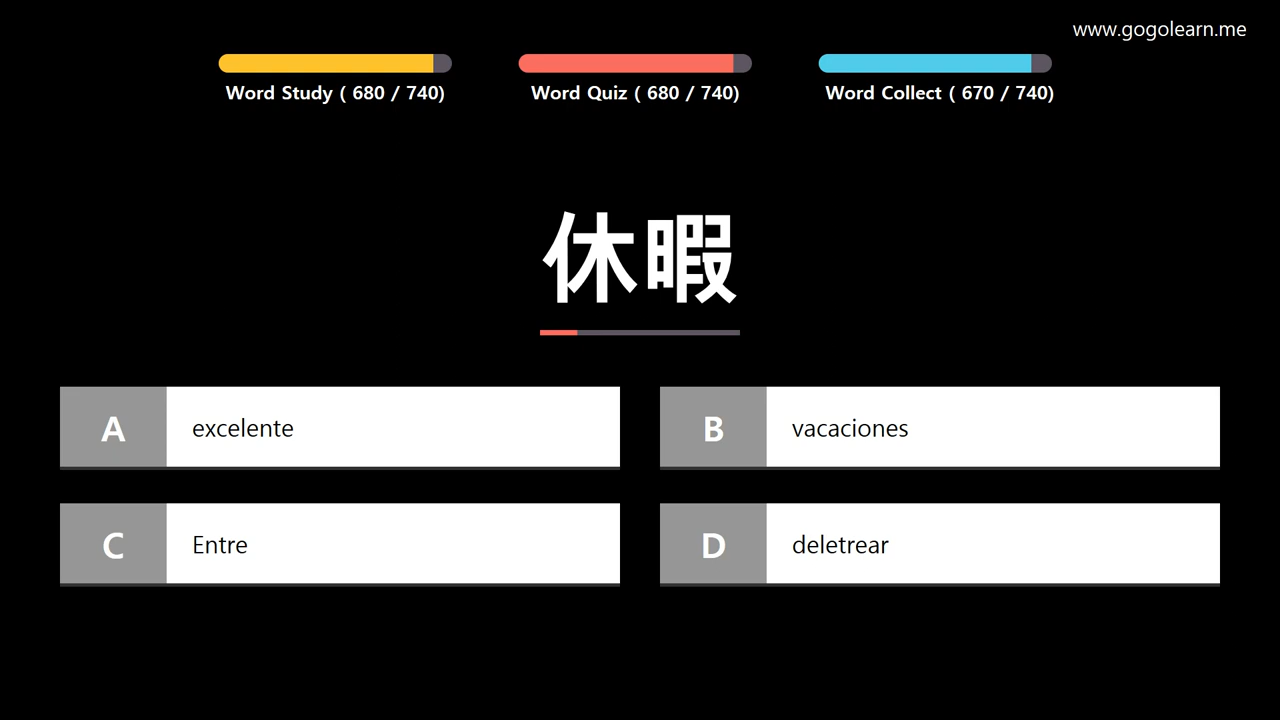 www.gogolearn.me
Word Study ( 680 / 740)
Word Quiz ( 680 / 740)
Word Collect ( 670 / 740)
休暇
A excelente
B vacaciones
C Entre
D deletrear